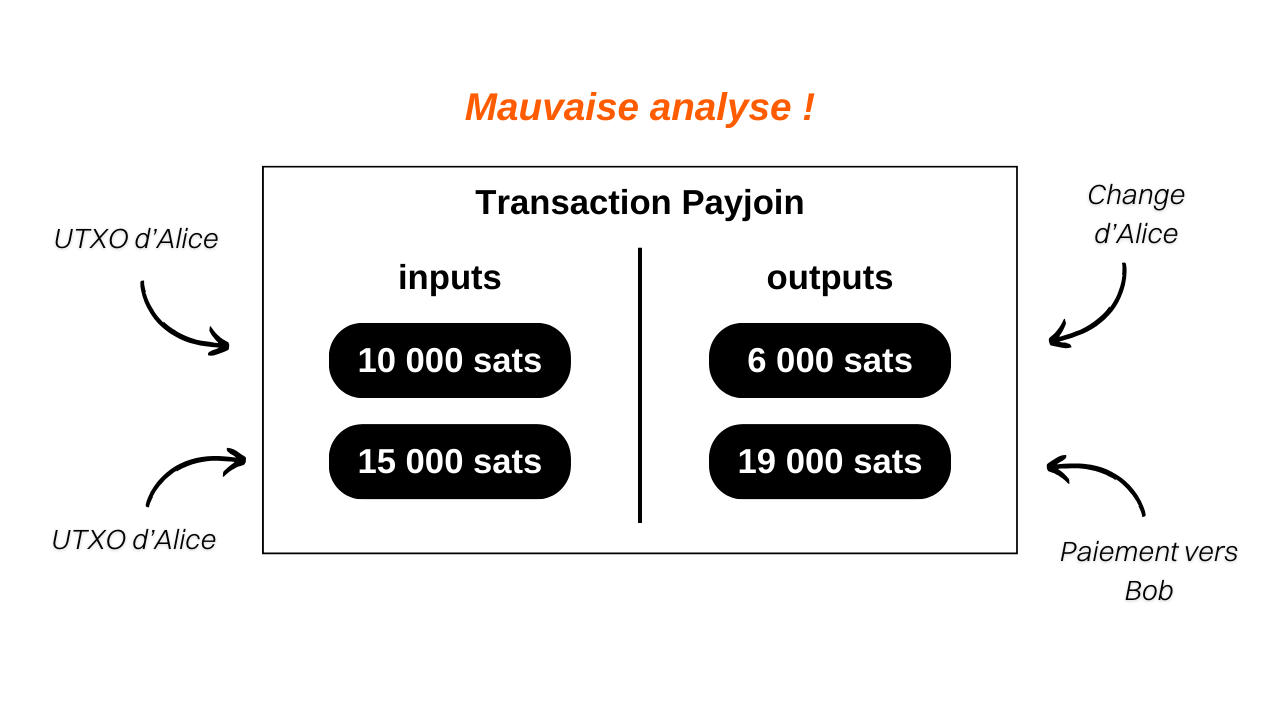 Mauvaise analyse !
Transaction Payjoin
UTXO d’Alice
Change
d’Alice
inputs
outputs
10 000 sats
6 000 sats
15 000 sats
19 000 sats
UTXO d’Alice
Paiement vers
Bob